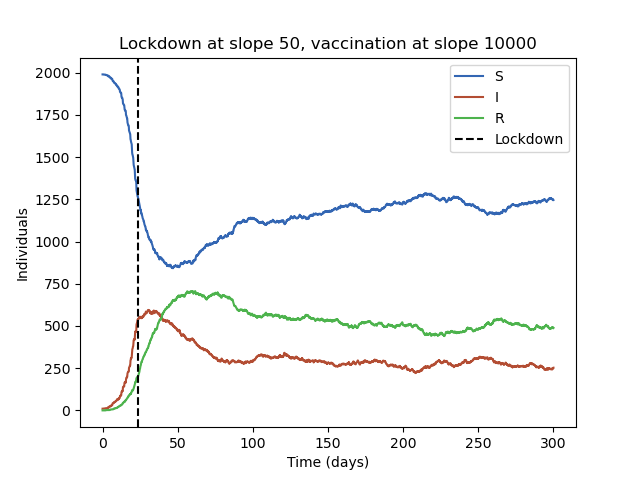 Lockdown at slope 50, vaccination at slope 10000
S
I
R
Lockdown
Individuals
2000
1750
1500
1250
1000
750
500
250
0
0 50 100 150 200 250 300
Time (days)